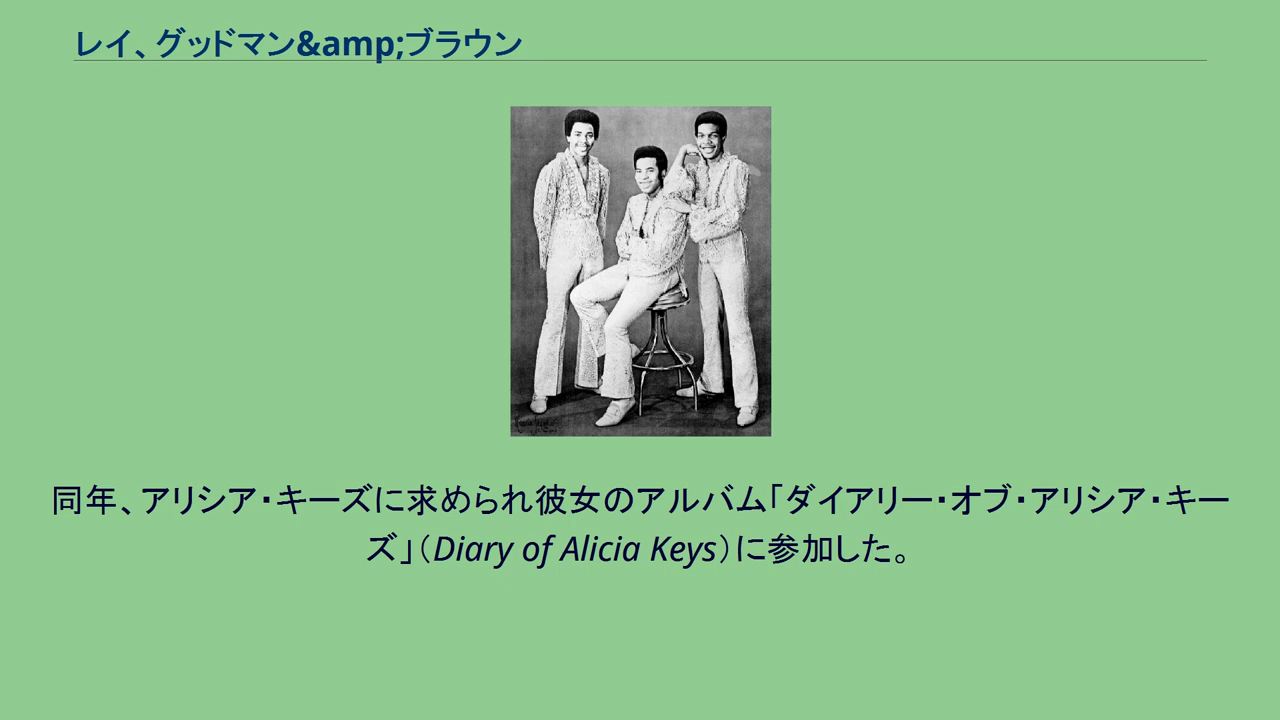 レイ、グッドマン&amp;ブラウン
同年、アリシア・キーズに求められ彼女のアルバム「ダイアリー・オブ・アリシア・キー
ズ」（Diary of Alicia Keys）に参加した。